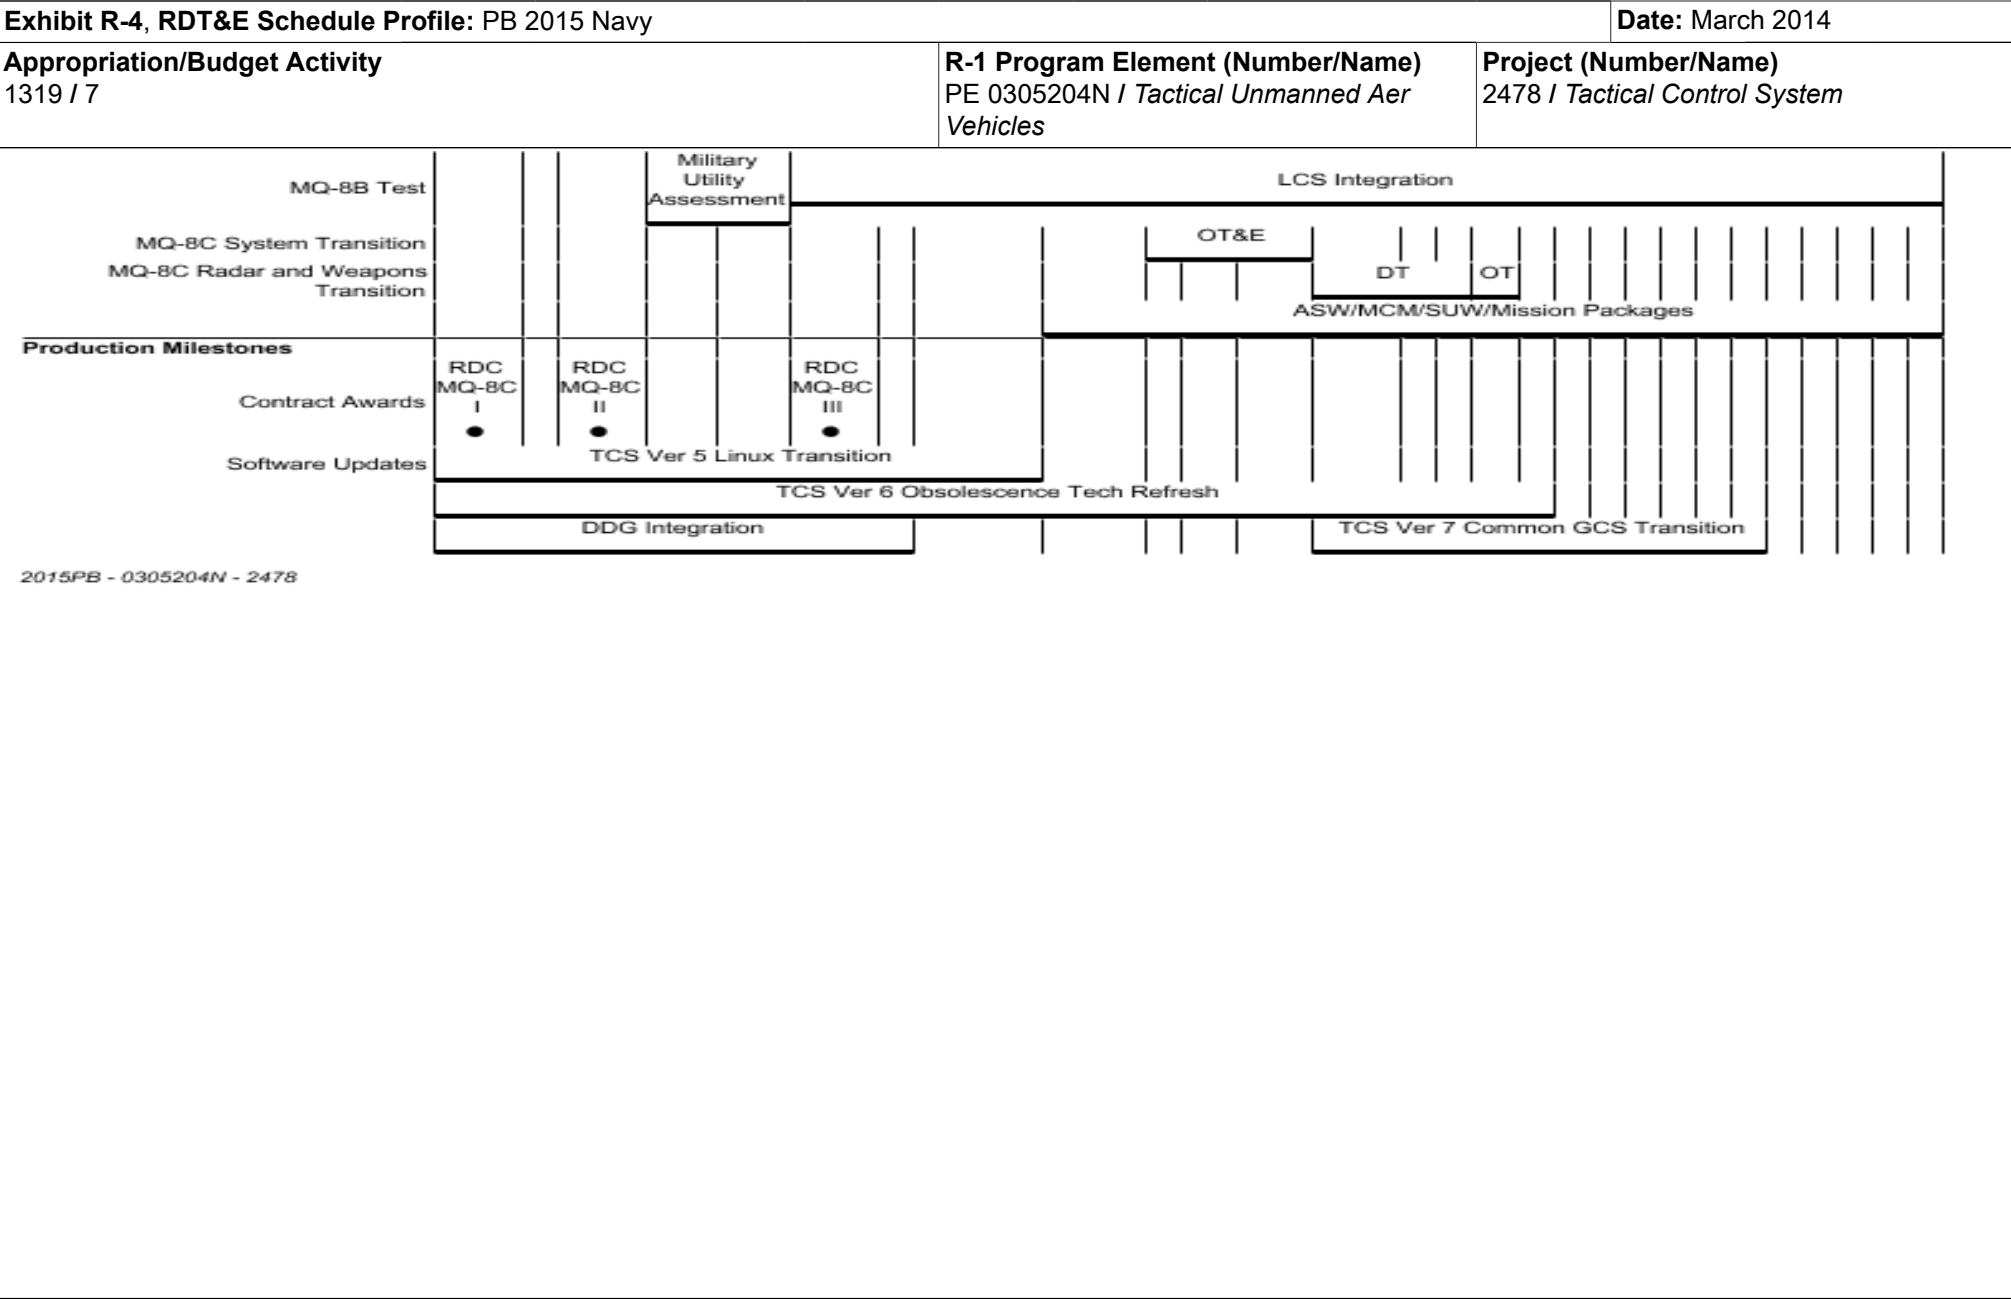 Exhibit R-4, RDT&E Schedule Profile: PB 2015 Navy
Date: March 2014
Appropriation/Budget Activity
1319 / 7
R-1 Program Element (Number/Name)
PE 0305204N / Tactical Unmanned Aer
Vehicles
Project (Number/Name)
2478 / Tactical Control System
MQ-8B Test
Military
Utility
Assessment
LCS Integration
MQ-8C System Transition
OT&E
MQ-8C Radar and Weapons
Transition
DT
OT
ASW/MCM/SUW/Mission Packages
Production Milestones
Contract Awards
RDC
MQ-8C
I
RDC
MQ-8C
II
RDC
MQ-8C
III
Software Updates
TCS Ver 5 Linux Transition
TCS Ver 6 Obsolescence Tech Refresh
DDG Integration
TCS Ver 7 Common GCS Transition
2015PB - 0305204N - 2478